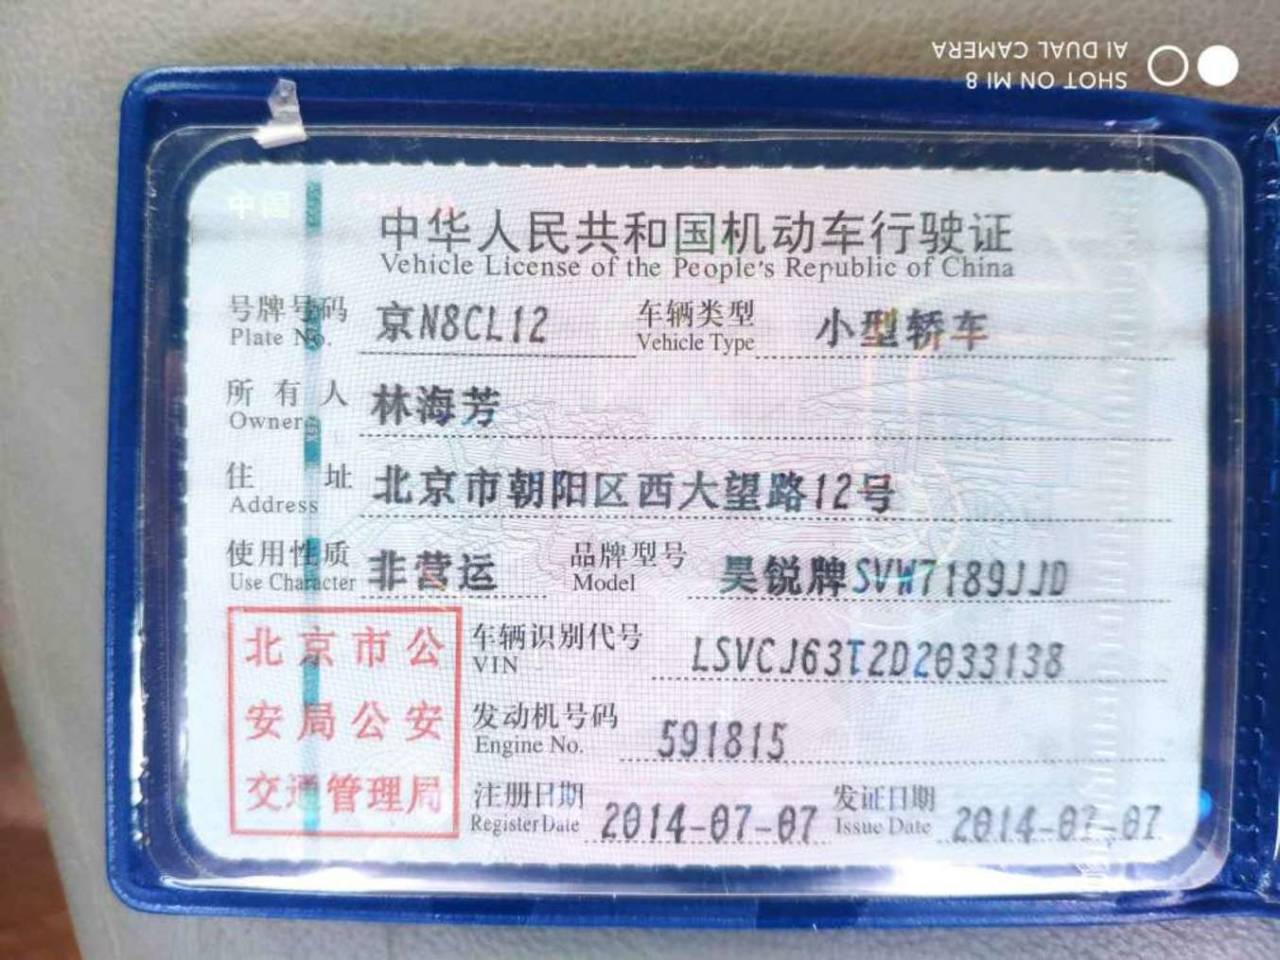 SHOT ON MI 8
AI DUAL CAMERA
中国
中华人民共和国机动车行驶证
Vehicle License of the People's Republic of China
号牌号码 京N8CL12 车辆类型 小型轿车
Plate No. Vehicle Type
所有人 林海芳
Owner
住址 北京市朝阳区西大望路12号
Address
使用性质 非营运 品牌型号 昊锐牌SVW7189JJD
Use Character Model
北京市公
安局公安
交通管理局
车辆识别代号 LSVCJ63T2D2033138
VIN
发动机号码 591815
Engine No.
注册日期 2014-07-07 发证日期 2014-07-07
Register Date Issue Date